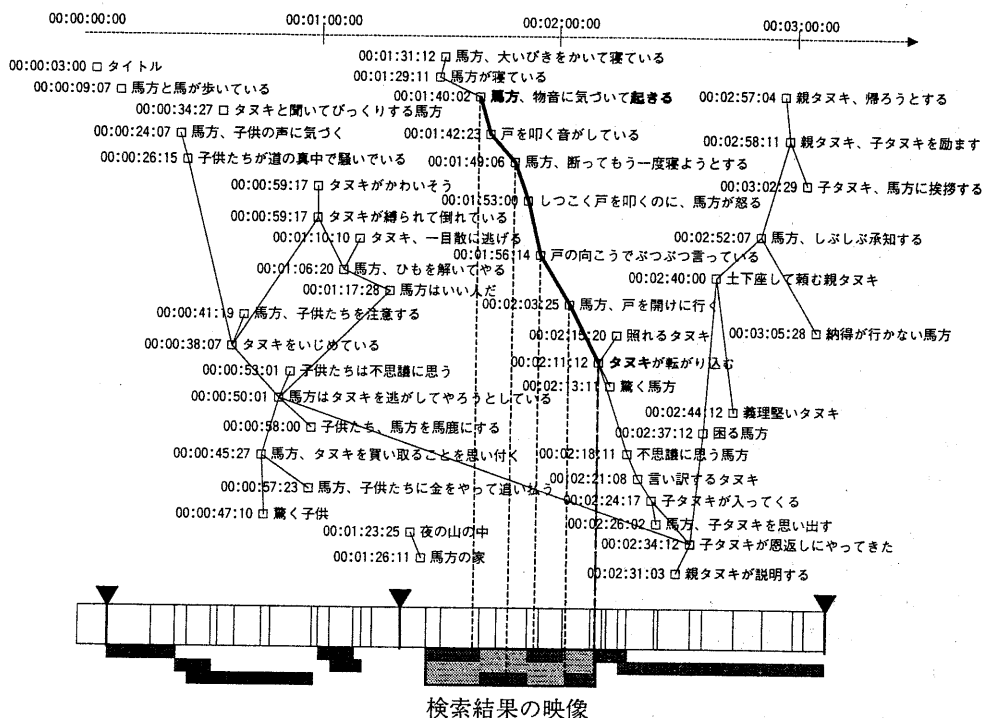 00:00:00:00 00:01:00:00 00:02:00:00 00:03:00:00
00:00:03:00 タイトル
00:00:09:07 馬方と馬が歩いている
00:00:34:27 タヌキと聞いてびっくりする馬方
00:00:24:07 馬方、子供の声に気づく
00:00:26:15 子供たちが道の真中で騒いでいる
00:00:59:17 タヌキがかわいそう
00:00:59:17 タヌキが縛られて倒れている
00:01:10:10 タヌキ、一目散に逃げる
00:01:06:20 馬方、ひもを解いてやる
00:01:17:28 馬方はいい人だ
00:00:41:19 馬方、子供たちを注意する
00:00:38:07 タヌキをいじめている
00:00:53:01 子供たちは不思議に思う
00:00:50:01 馬方はタヌキを逃がしてやろうとしている
00:00:58:00 子供たち、馬方を馬鹿にする
00:00:45:27 馬方、タヌキを買い取ることを思い付く
00:00:57:23 馬方、子供たちに金をやって追い払う
00:00:47:10 驚く子供
00:01:23:25 夜の山の中
00:01:26:11 馬方の家
00:01:31:12 馬方、大いびきをかいて寝ている
00:01:29:11 馬方が寝ている
00:01:40:02 馬方、物音に気づいて起きる
00:01:42:23 戸を叩く音がしている
00:01:49:06 馬方、断ってもう一度寝ようとする
00:01:53:00 しつこく戸を叩くのに、馬方が怒る
00:01:56:14 戸の向こうでぶつぶつ言っている
00:02:03:25 馬方、戸を開けに行く
00:02:15:20 照れるタヌキ
00:02:11:12 タヌキが転がり込む
00:02:13:11 驚く馬方
00:02:44:12 義理堅いタヌキ
00:02:37:12 困る馬方
00:02:18:11 不思議に思う馬方
00:02:21:08 言い訳するタヌキ
00:02:24:17 子タヌキが入ってくる
00:02:26:02 馬方、子タヌキを思い出す
00:02:34:12 子タヌキが恩返しにやってきた
00:02:31:03 親タヌキが説明する
00:02:57:04 親タヌキ、帰ろうとする
00:02:58:11 親タヌキ、子タヌキを励ます
00:03:02:29 子タヌキ、馬方に挨拶する
00:02:52:07 馬方、しぶしぶ承知する
00:02:40:00 土下座して頼む親タヌキ
00:03:05:28 納得が行かない馬方
検索結果の映像